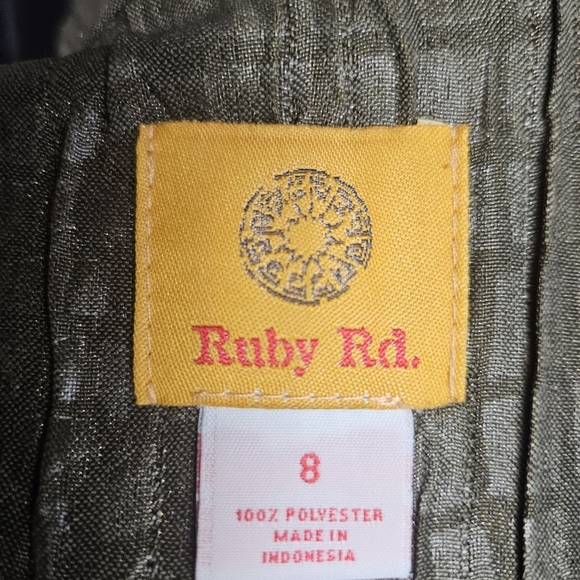 Ruby Rd.
8
100% POLYESTER
MADE IN
INDONESIA